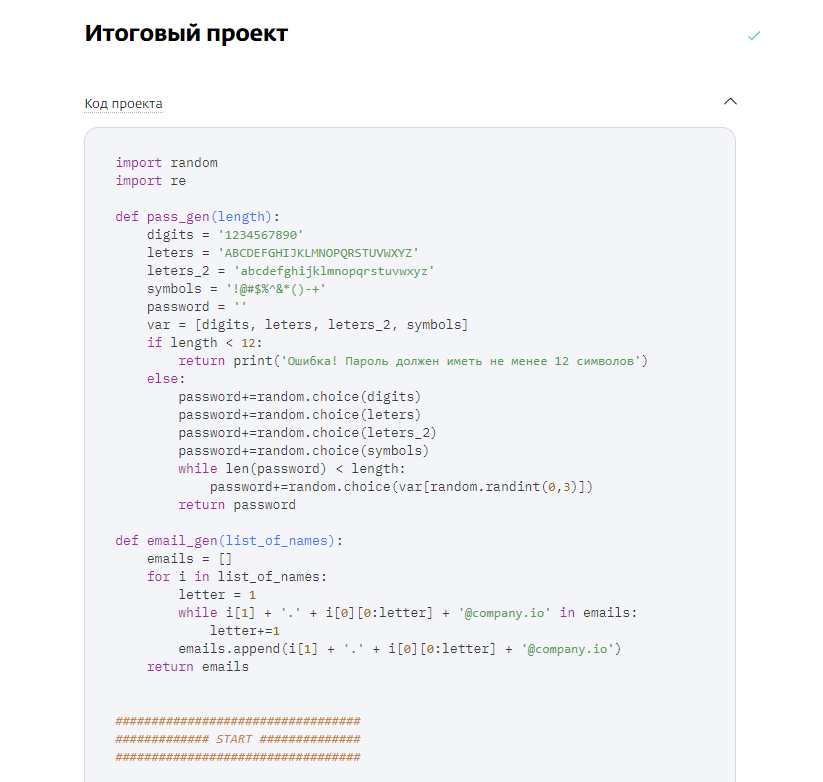 Итоговый проект
Код проекта
import random
import re
def pass_gen(length):
    digits = '1234567890'
    leters = 'ABCDEFGHIJKLMNOPQRSTUVWXYZ'
    leters_2 = 'abcdefghijklmnopqrstuvwxyz'
    symbols = '!@#$%^&*()-+'
    password = ''
    var = [digits, leters, leters_2, symbols]
    if length < 12:
        return print('Ошибка! Пароль должен иметь не менее 12 символов')
    else:
        password+=random.choice(digits)
        password+=random.choice(leters)
        password+=random.choice(leters_2)
        password+=random.choice(symbols)
        while len(password) < length:
            password+=random.choice(var[random.randint(0,3)])
        return password
def email_gen(list_of_names):
    emails = []
    for i in list_of_names:
        letter = 1
        while i[1] + '.' + i[0][0:letter] + '@company.io' in emails:
            letter+=1
        emails.append(i[1] + '.' + i[0][0:letter] + '@company.io')
    return emails
##################################
############# START ##############
##################################